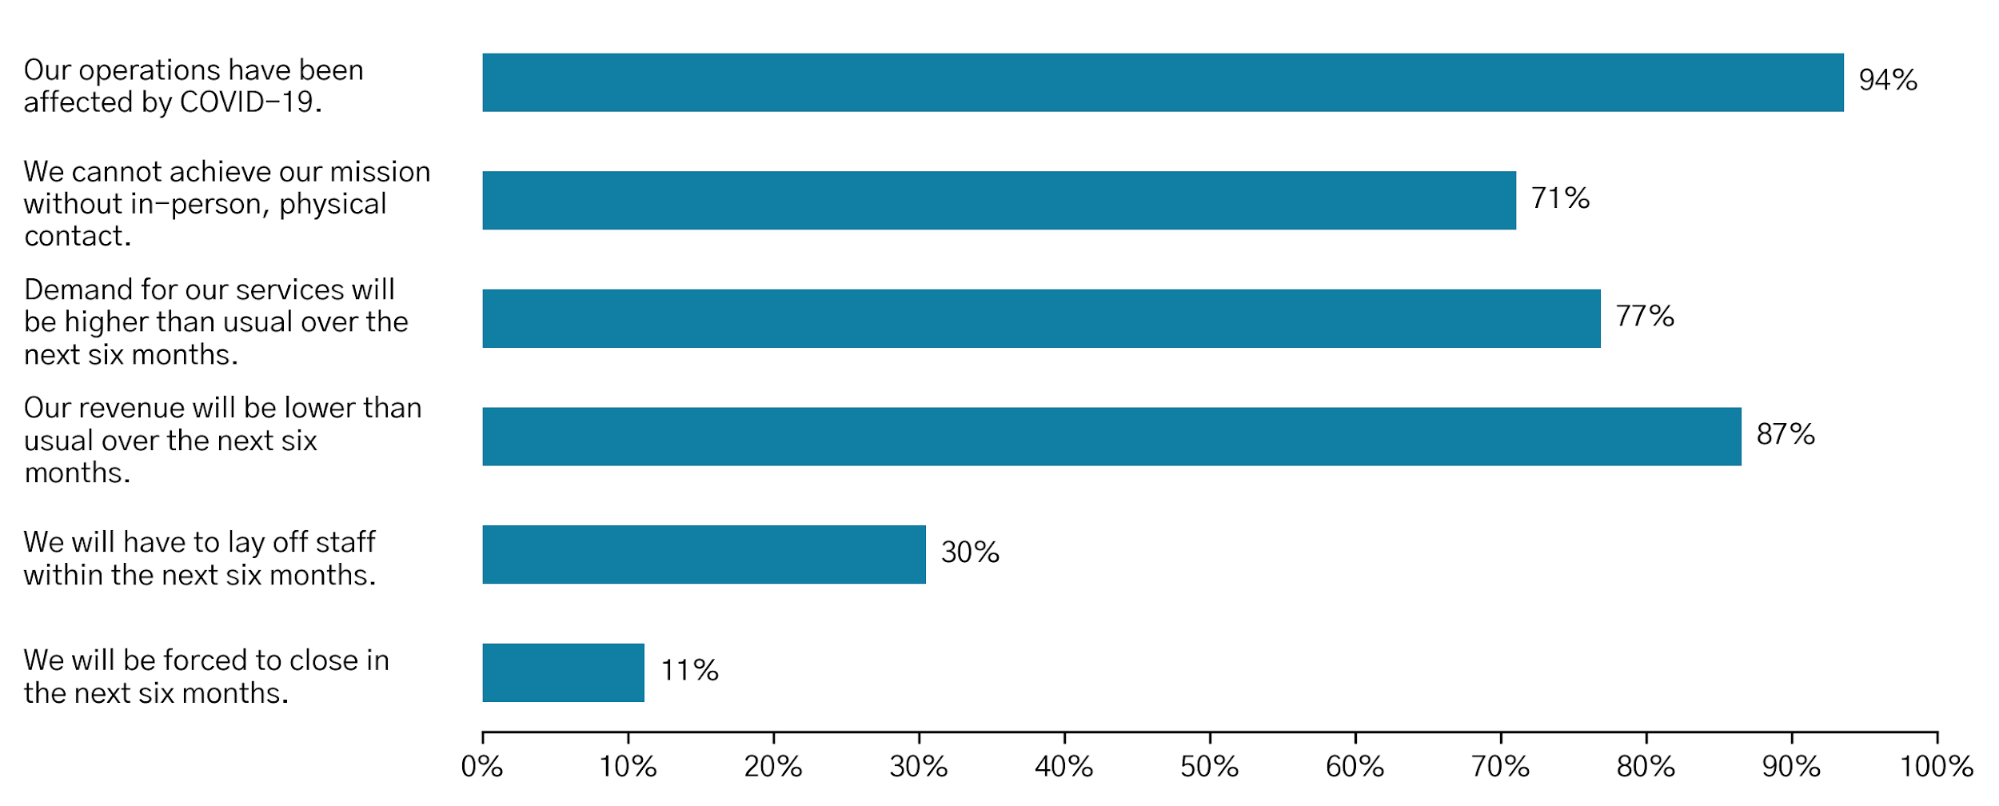 Our operations have been
affected by COVID-19.
94%
We cannot achieve our mission
without in-person, physical
contact.
71%
Demand for our services will
be higher than usual over the
next six months.
77%
Our revenue will be lower than
usual over the next six
months.
87%
We will have to lay off staff
within the next six months.
30%
We will be forced to close in
the next six months.
11%
0% 10% 20% 30% 40% 50% 60% 70% 80% 90% 100%